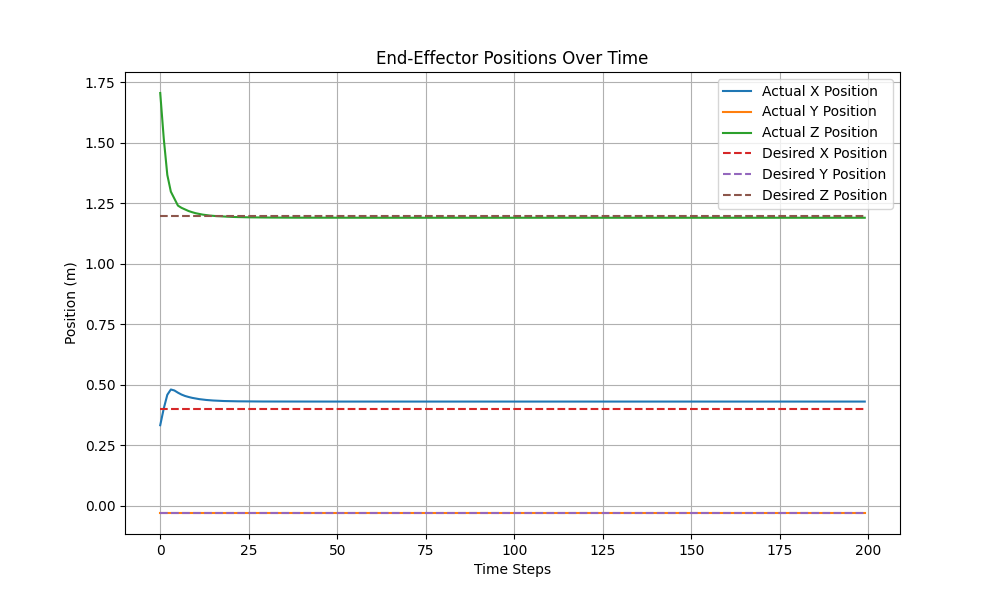 End-Effector Positions Over Time
Actual X Position
Actual Y Position
Actual Z Position
Desired X Position
Desired Y Position
Desired Z Position
Position (m)
1.75
1.50
1.25
1.00
0.75
0.50
0.25
0.00
0 25 50 75 100 125 150 175 200
Time Steps